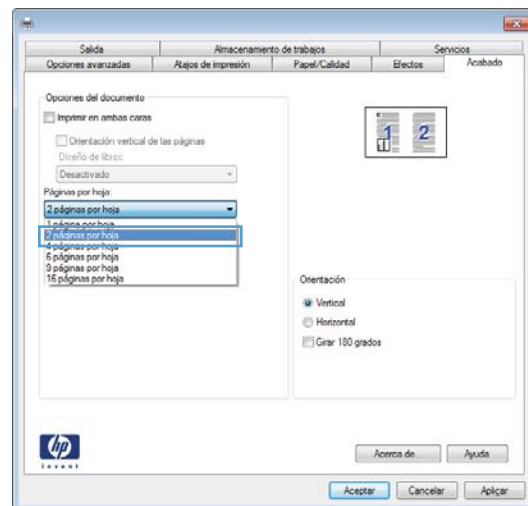 Salida Almacenamiento de trabajos Servicios
Opciones avanzadas Atajos de impresión Papel/Calidad Efectos Acabado
Opciones del documento
Imprimir en ambas caras
Orientación vertical de las páginas
Diseño de libros:
Desactivado
Páginas por hoja:
2 páginas por hoja
1 página por hoja
2 páginas por hoja
4 páginas por hoja
6 páginas por hoja
9 páginas por hoja
16 páginas por hoja
1 2
Orientación
Vertical
Horizontal
Girar 180 grados
hp
invent
Acerca de... Ayuda
Aceptar Cancelar Aplicar